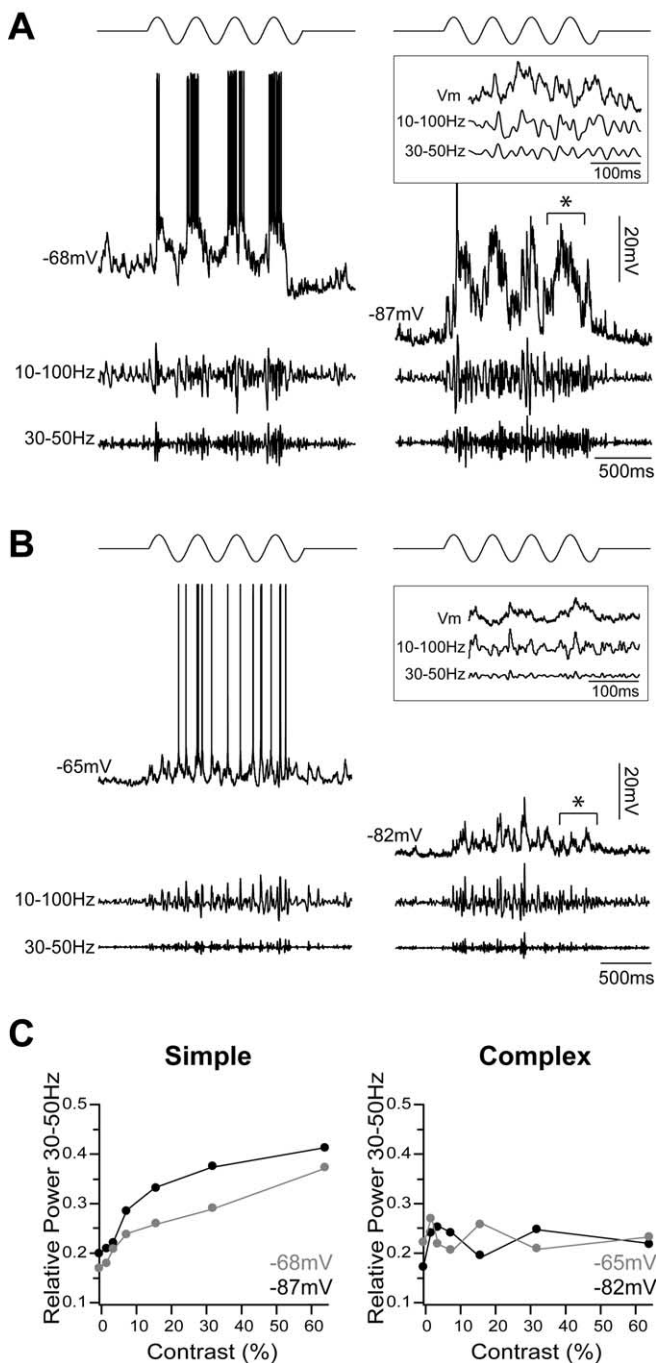 A
Vm
10-100Hz
30-50Hz
100ms
-68mV
*
20mV
-87mV
10-100Hz
30-50Hz
500ms
B
Vm
10-100Hz
30-50Hz
100ms
-65mV
*
20mV
-82mV
10-100Hz
30-50Hz
500ms
C
Simple
Relative Power 30-50Hz
0.5
0.4
0.3
0.2
0.1
-68mV
-87mV
0 10 20 30 40 50 60
Contrast (%)
Complex
Relative Power 30-50Hz
0.5
0.4
0.3
0.2
0.1
-65mV
-82mV
0 10 20 30 40 50 60
Contrast (%)